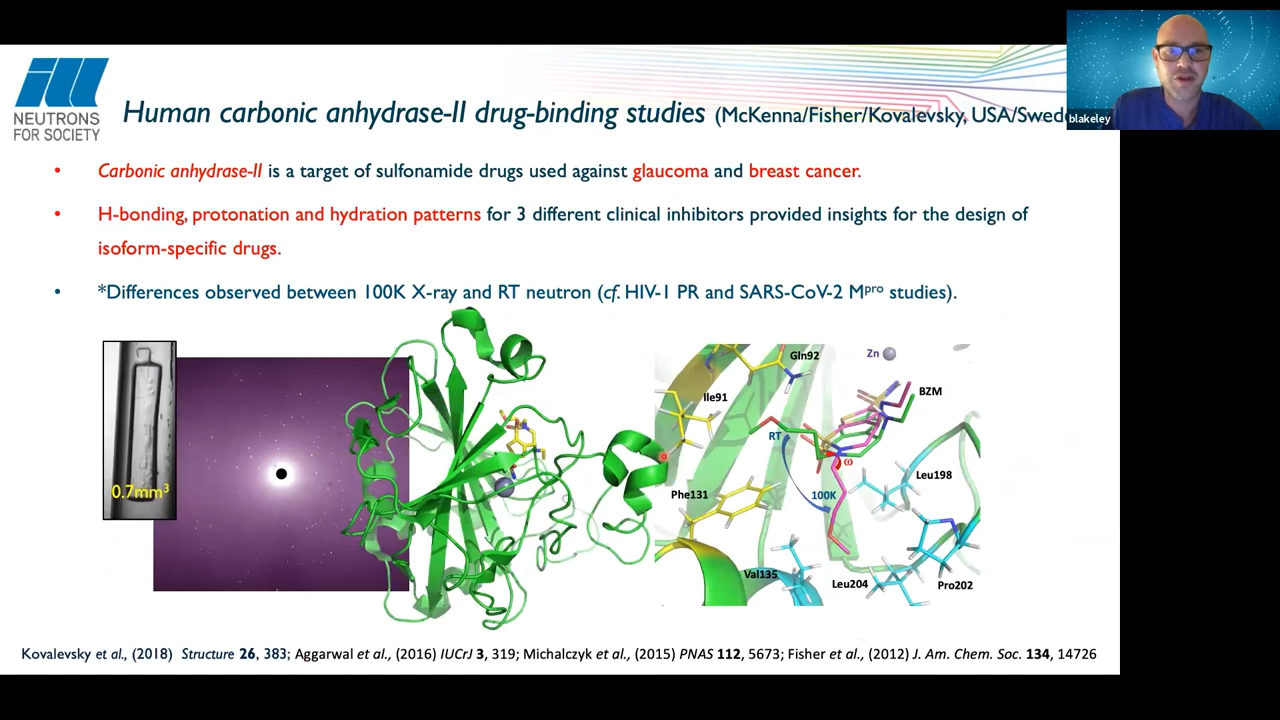 ill
NEUTRONS
FOR SOCIETY
Human carbonic anhydrase-II drug-binding studies (McKenna/Fisher/Kovalevsky, USA/Swed
blakeley
• Carbonic anhydrase-II is a target of sulfonamide drugs used against glaucoma and breast cancer.
• H-bonding, protonation and hydration patterns for 3 different clinical inhibitors provided insights for the design of
isoform-specific drugs.
• *Differences observed between 100K X-ray and RT neutron (cf. HIV-1 PR and SARS-CoV-2 Mᵖʳᵒ studies).
0.7mm³
Gln92
Zn
Ile91
BZM
RT
ω
Leu198
Phe131
100K
Val135
Leu204
Pro202
Kovalevsky et al., (2018) Structure 26, 383; Aggarwal et al., (2016) IUCrJ 3, 319; Michalczyk et al., (2015) PNAS 112, 5673; Fisher et al., (2012) J. Am. Chem. Soc. 134, 14726